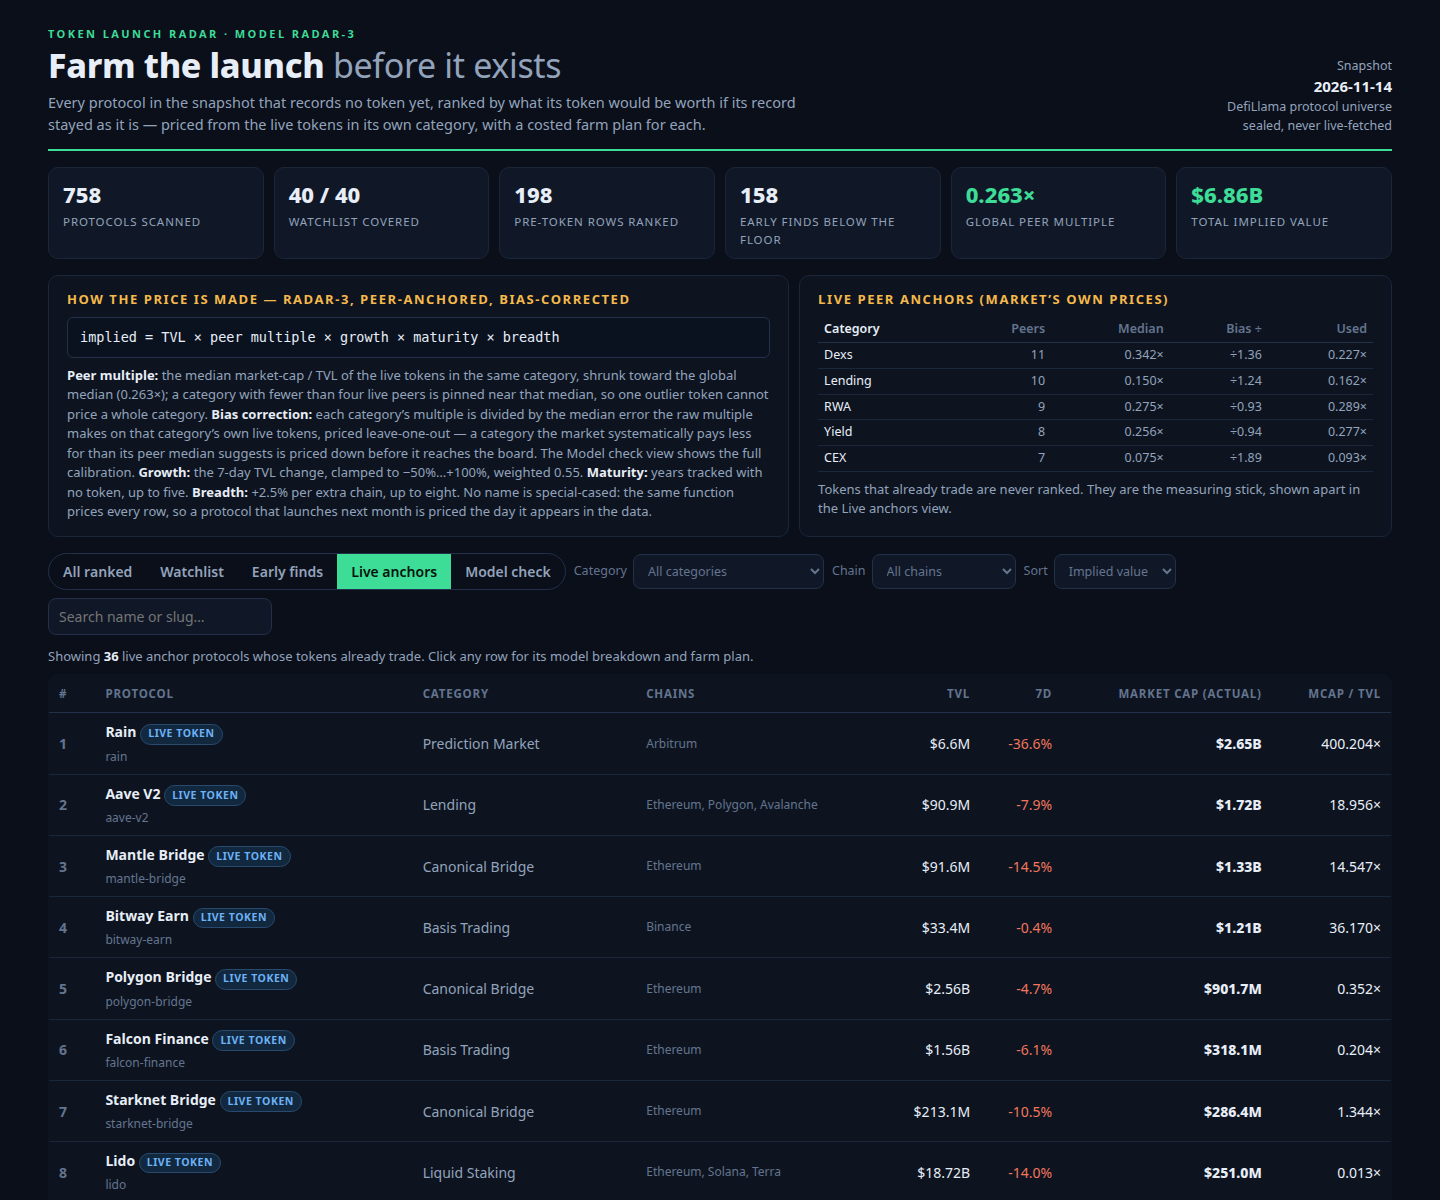 TOKEN LAUNCH RADAR · MODEL RADAR-3
Farm the launch before it exists
Every protocol in the snapshot that records no token yet, ranked by what its token would be worth if its record
stayed as it is — priced from the live tokens in its own category, with a costed farm plan for each.
Snapshot
2026-11-14
DefiLlama protocol universe
sealed, never live-fetched
758
PROTOCOLS SCANNED
40 / 40
WATCHLIST COVERED
198
PRE-TOKEN ROWS RANKED
158
EARLY FINDS BELOW THE
FLOOR
0.263×
GLOBAL PEER MULTIPLE
$6.86B
TOTAL IMPLIED VALUE
HOW THE PRICE IS MADE — RADAR-3, PEER-ANCHORED, BIAS-CORRECTED
implied = TVL × peer multiple × growth × maturity × breadth
Peer multiple: the median market-cap / TVL of the live tokens in the same category, shrunk toward the global
median (0.263×); a category with fewer than four live peers is pinned near that median, so one outlier token cannot
price a whole category. Bias correction: each category's multiple is divided by the median error the raw multiple
makes on that category's own live tokens, priced leave-one-out — a category the market systematically pays less
for than its peer median suggests is priced down before it reaches the board. The Model check view shows the full
calibration. Growth: the 7-day TVL change, clamped to −50%…+100%, weighted 0.55. Maturity: years tracked with
no token, up to five. Breadth: +2.5% per extra chain, up to eight. No name is special-cased: the same function
prices every row, so a protocol that launches next month is priced the day it appears in the data.
LIVE PEER ANCHORS (MARKET'S OWN PRICES)
Category Peers Median Bias ÷ Used
Dexs 11 0.342× ÷1.36 0.227×
Lending 10 0.150× ÷1.24 0.162×
RWA 9 0.275× ÷0.93 0.289×
Yield 8 0.256× ÷0.94 0.277×
CEX 7 0.075× ÷1.89 0.093×
Tokens that already trade are never ranked. They are the measuring stick, shown apart in
the Live anchors view.
All ranked Watchlist Early finds Live anchors Model check Category All categories Chain All chains Sort Implied value
Search name or slug…
Showing 36 live anchor protocols whose tokens already trade. Click any row for its model breakdown and farm plan.
# PROTOCOL CATEGORY CHAINS TVL 7D MARKET CAP (ACTUAL) MCAP / TVL
1 Rain LIVE TOKEN Prediction Market Arbitrum $6.6M -36.6% $2.65B 400.204×
rain
2 Aave V2 LIVE TOKEN Lending Ethereum, Polygon, Avalanche $90.9M -7.9% $1.72B 18.956×
aave-v2
3 Mantle Bridge LIVE TOKEN Canonical Bridge Ethereum $91.6M -14.5% $1.33B 14.547×
mantle-bridge
4 Bitway Earn LIVE TOKEN Basis Trading Binance $33.4M -0.4% $1.21B 36.170×
bitway-earn
5 Polygon Bridge LIVE TOKEN Canonical Bridge Ethereum $2.56B -4.7% $901.7M 0.352×
polygon-bridge
6 Falcon Finance LIVE TOKEN Basis Trading Ethereum $1.56B -6.1% $318.1M 0.204×
falcon-finance
7 Starknet Bridge LIVE TOKEN Canonical Bridge Ethereum $213.1M -10.5% $286.4M 1.344×
starknet-bridge
8 Lido LIVE TOKEN Liquid Staking Ethereum, Solana, Terra $18.72B -14.0% $251.0M 0.013×
lido